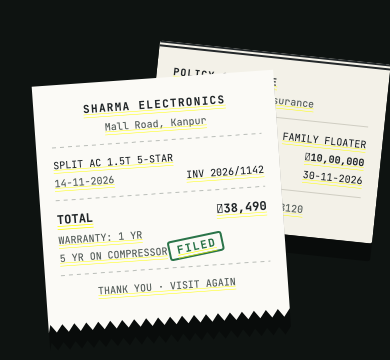 SHARMA ELECTRONICS
Mall Road, Kanpur
SPLIT AC 1.5T 5-STAR
14-11-2026 INV 2026/1142
TOTAL 38,490
WARRANTY: 1 YR
5 YR ON COMPRESSOR
FILED
THANK YOU · VISIT AGAIN
POLICY
FAMILY FLOATER
10,00,000
30-11-2026